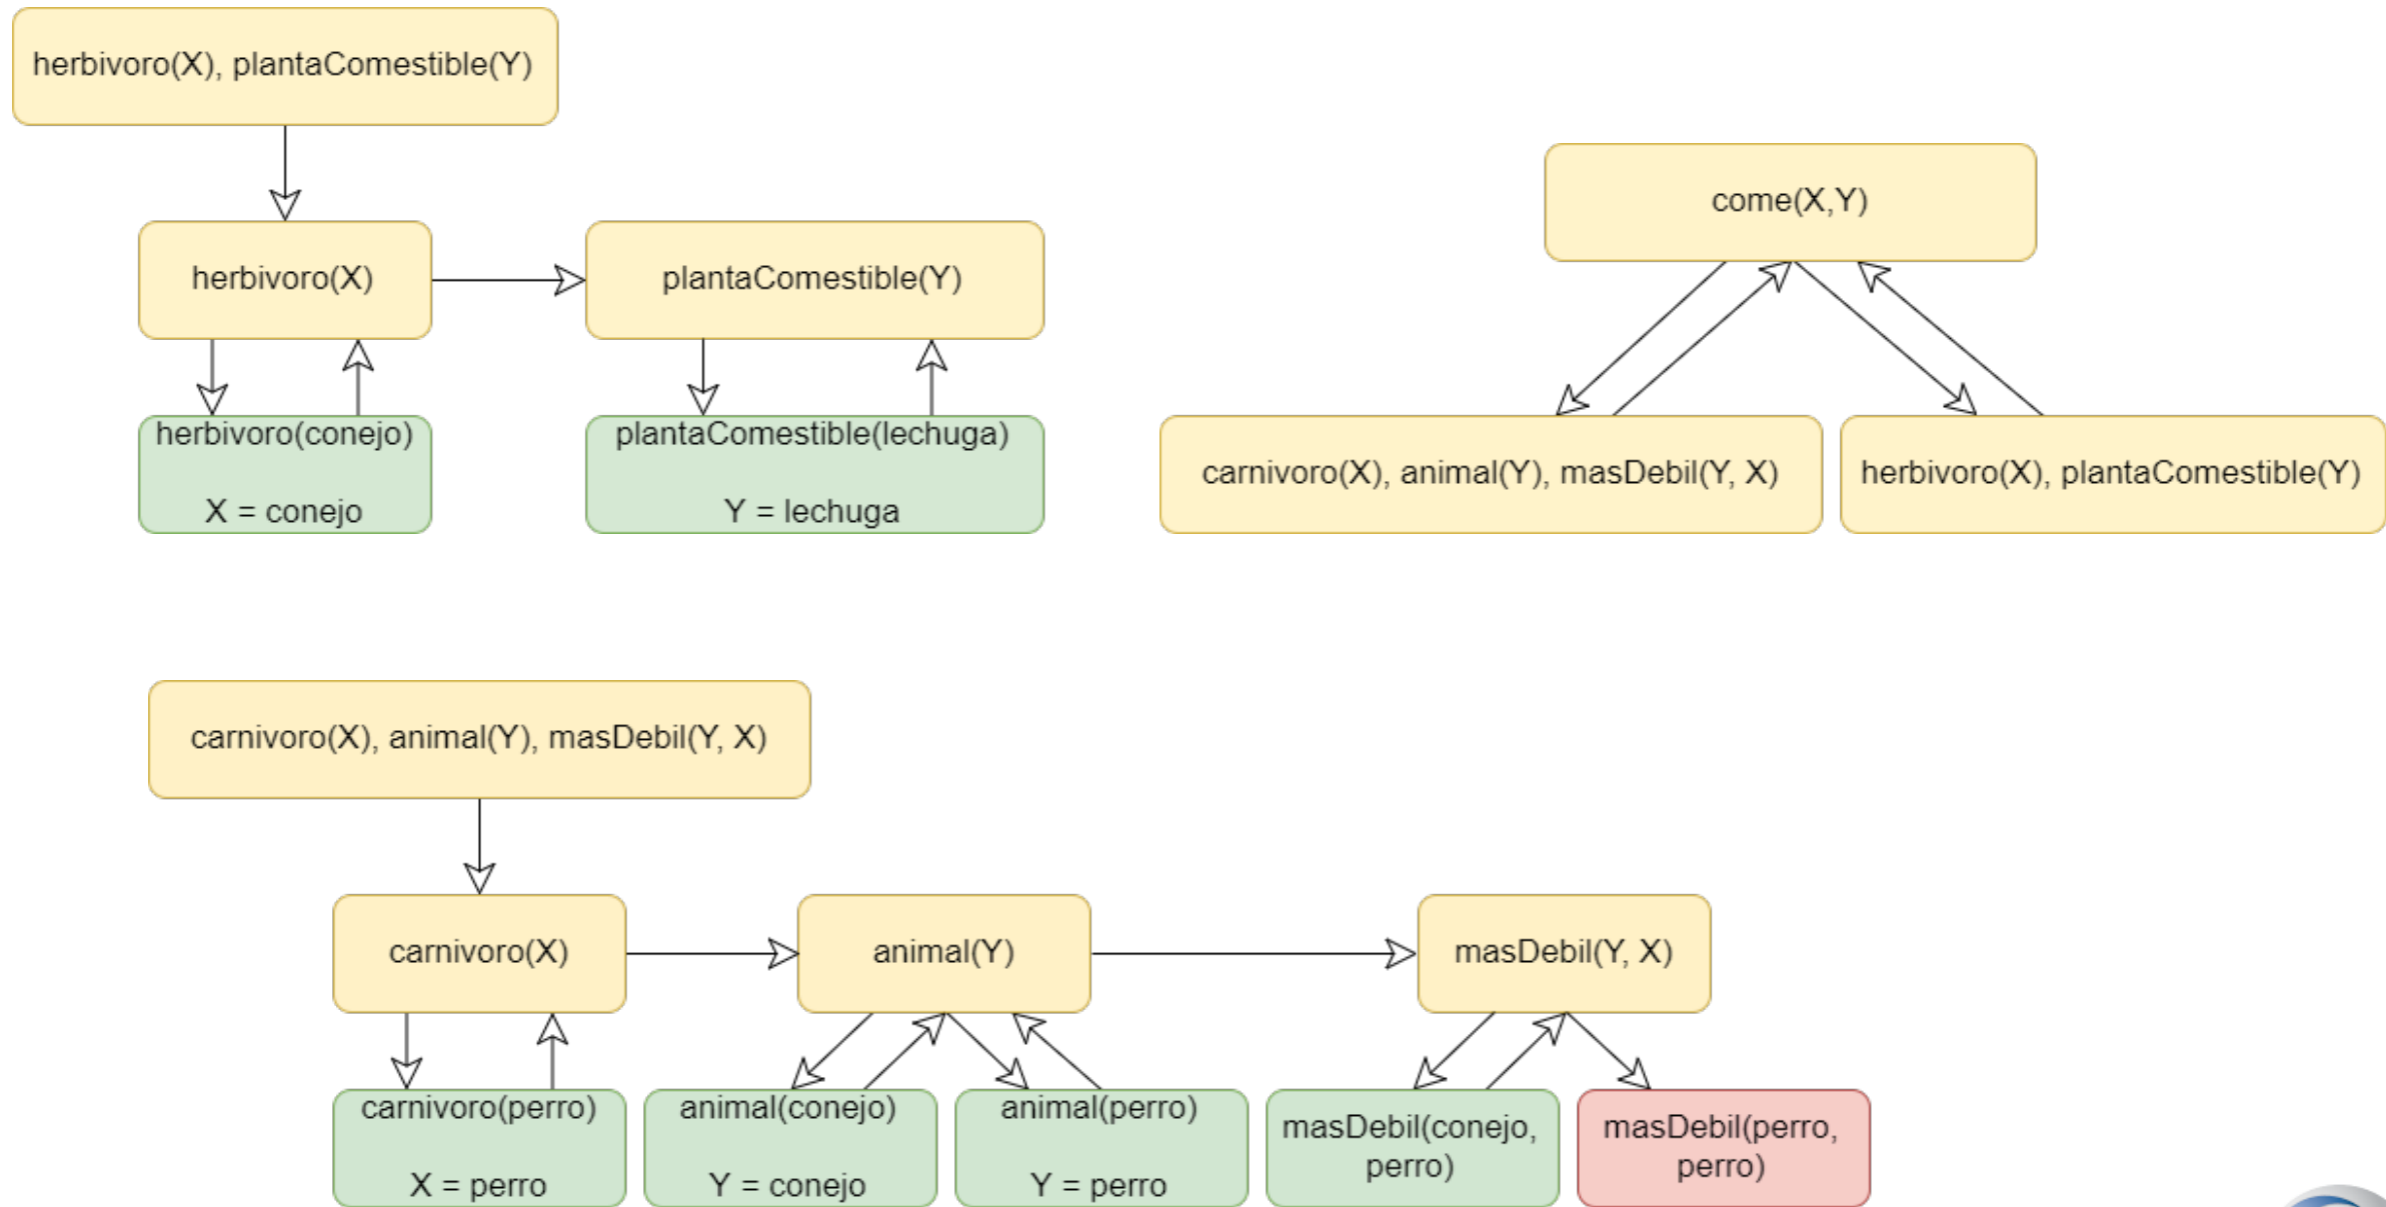 herbivoro(X), plantaComestible(Y)
herbivoro(X)
plantaComestible(Y)
herbivoro(conejo)
X = conejo
plantaComestible(lechuga)
Y = lechuga
come(X,Y)
carnivoro(X), animal(Y), masDebil(Y, X)
herbivoro(X), plantaComestible(Y)
carnivoro(X), animal(Y), masDebil(Y, X)
carnivoro(X)
animal(Y)
masDebil(Y, X)
carnivoro(perro)
X = perro
animal(conejo)
Y = conejo
animal(perro)
Y = perro
masDebil(conejo,
perro)
masDebil(perro,
perro)